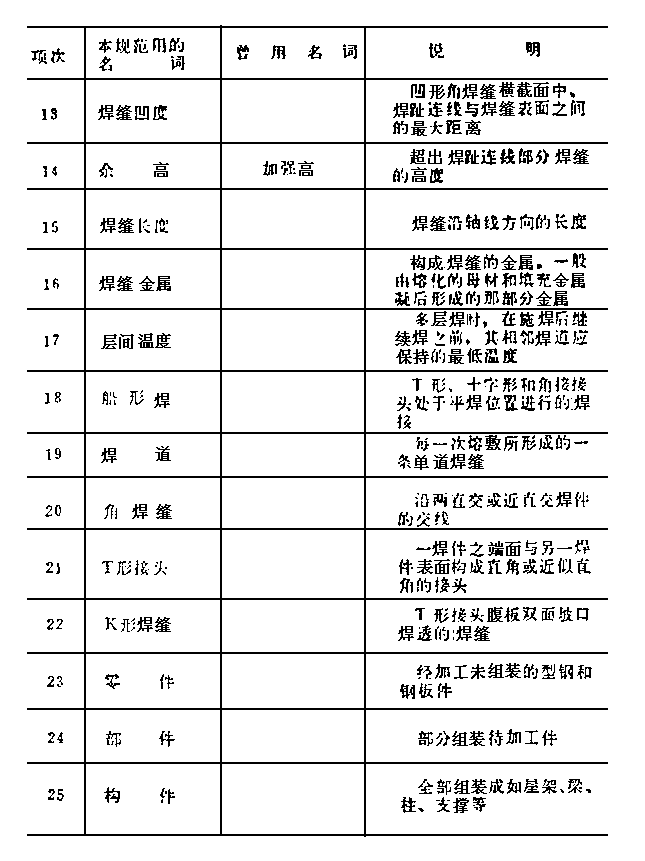 项次 本规范用的名词 曾用名词 说明
13 焊缝凹度 凹形角焊缝横截面中、
焊趾连线与焊缝表面之间
的最大距离
14 余高 加强高 超出焊趾连线部分焊缝
的高度
15 焊缝长度 焊缝沿轴线方向的长度
16 焊缝金属 构成焊缝的金属。一般
由熔化的母材和填充金属
凝后形成的那部分金属
17 层间温度 多层焊时，在施焊后继
续焊之前，其相邻焊道应
保持的最低温度
18 船形焊 T形、十字形和角接接
头处于平焊位置进行的焊
接
19 焊道 每一次熔敷所形成的一
条单道焊缝
20 角焊缝 沿两直交或近直交焊件
的交线
21 T形接头 一焊件之端面与另一焊
件表面构成直角或近似直
角的接头
22 K形焊缝 T形接头腹板双面坡口
焊透的焊缝
23 零件 经加工未组装的型钢和
钢板件
24 部件 部分组装待加工件
25 构件 全部组装成如屋架、梁、
柱、支撑等